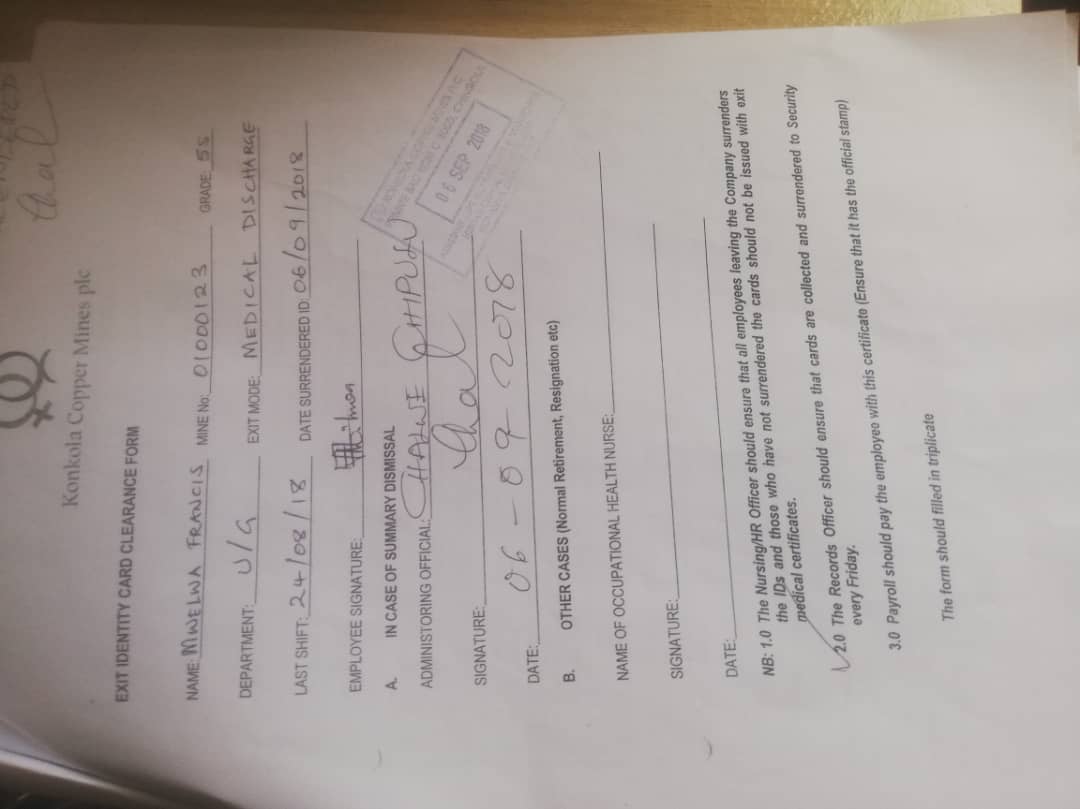 Konkola Copper Mines plc
EXIT IDENTITY CARD CLEARANCE FORM
NAME: MWELWA FRANCIS MINE No: 01000123 GRADE: 5S
DEPARTMENT: U/G EXIT MODE: MEDICAL DISCHARGE
LAST SHIFT: 24/08/18 DATE SURRENDERED ID: 06/09/2018
EMPLOYEE SIGNATURE:
A. IN CASE OF SUMMARY DISMISSAL
ADMINISTORING OFFICIAL: CHANE CHIPULU
06 SEP 2018
SIGNATURE:
DATE: 06-09-2018
B. OTHER CASES (Normal Retirement, Resignation etc)
NAME OF OCCUPATIONAL HEALTH NURSE:
SIGNATURE:
DATE:
NB: 1.0 The Nursing/HR Officer should ensure that all employees leaving the Company surrenders
the IDs and those who have not surrendered the cards should not be issued with exit
medical certificates.
2.0 The Records Officer should ensure that cards are collected and surrendered to Security
every Friday.
3.0 Payroll should pay the employee with this certificate (Ensure that it has the official stamp)
The form should filled in triplicate